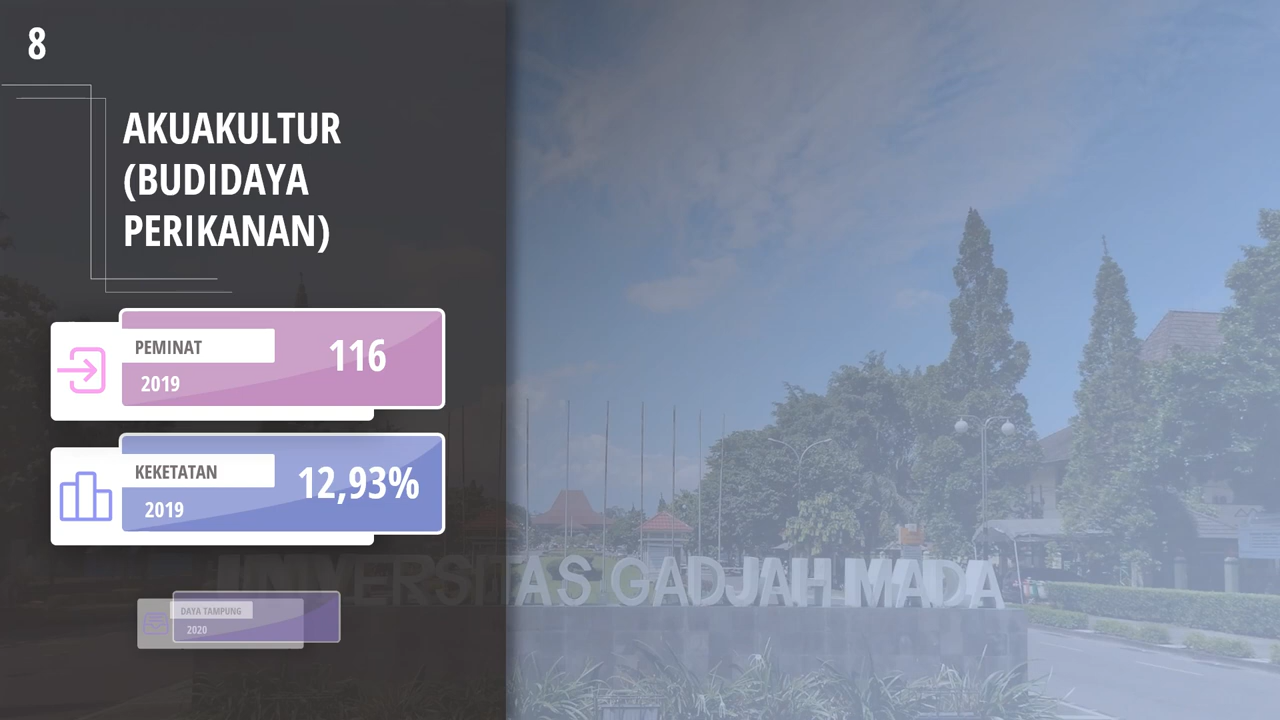 8
AKUAKULTUR
(BUDIDAYA
PERIKANAN)
PEMINAT
116
2019
KEKETATAN
12,93%
2019
DAYA TAMPUNG
2020
UNIVERSITAS GADJAH MADA